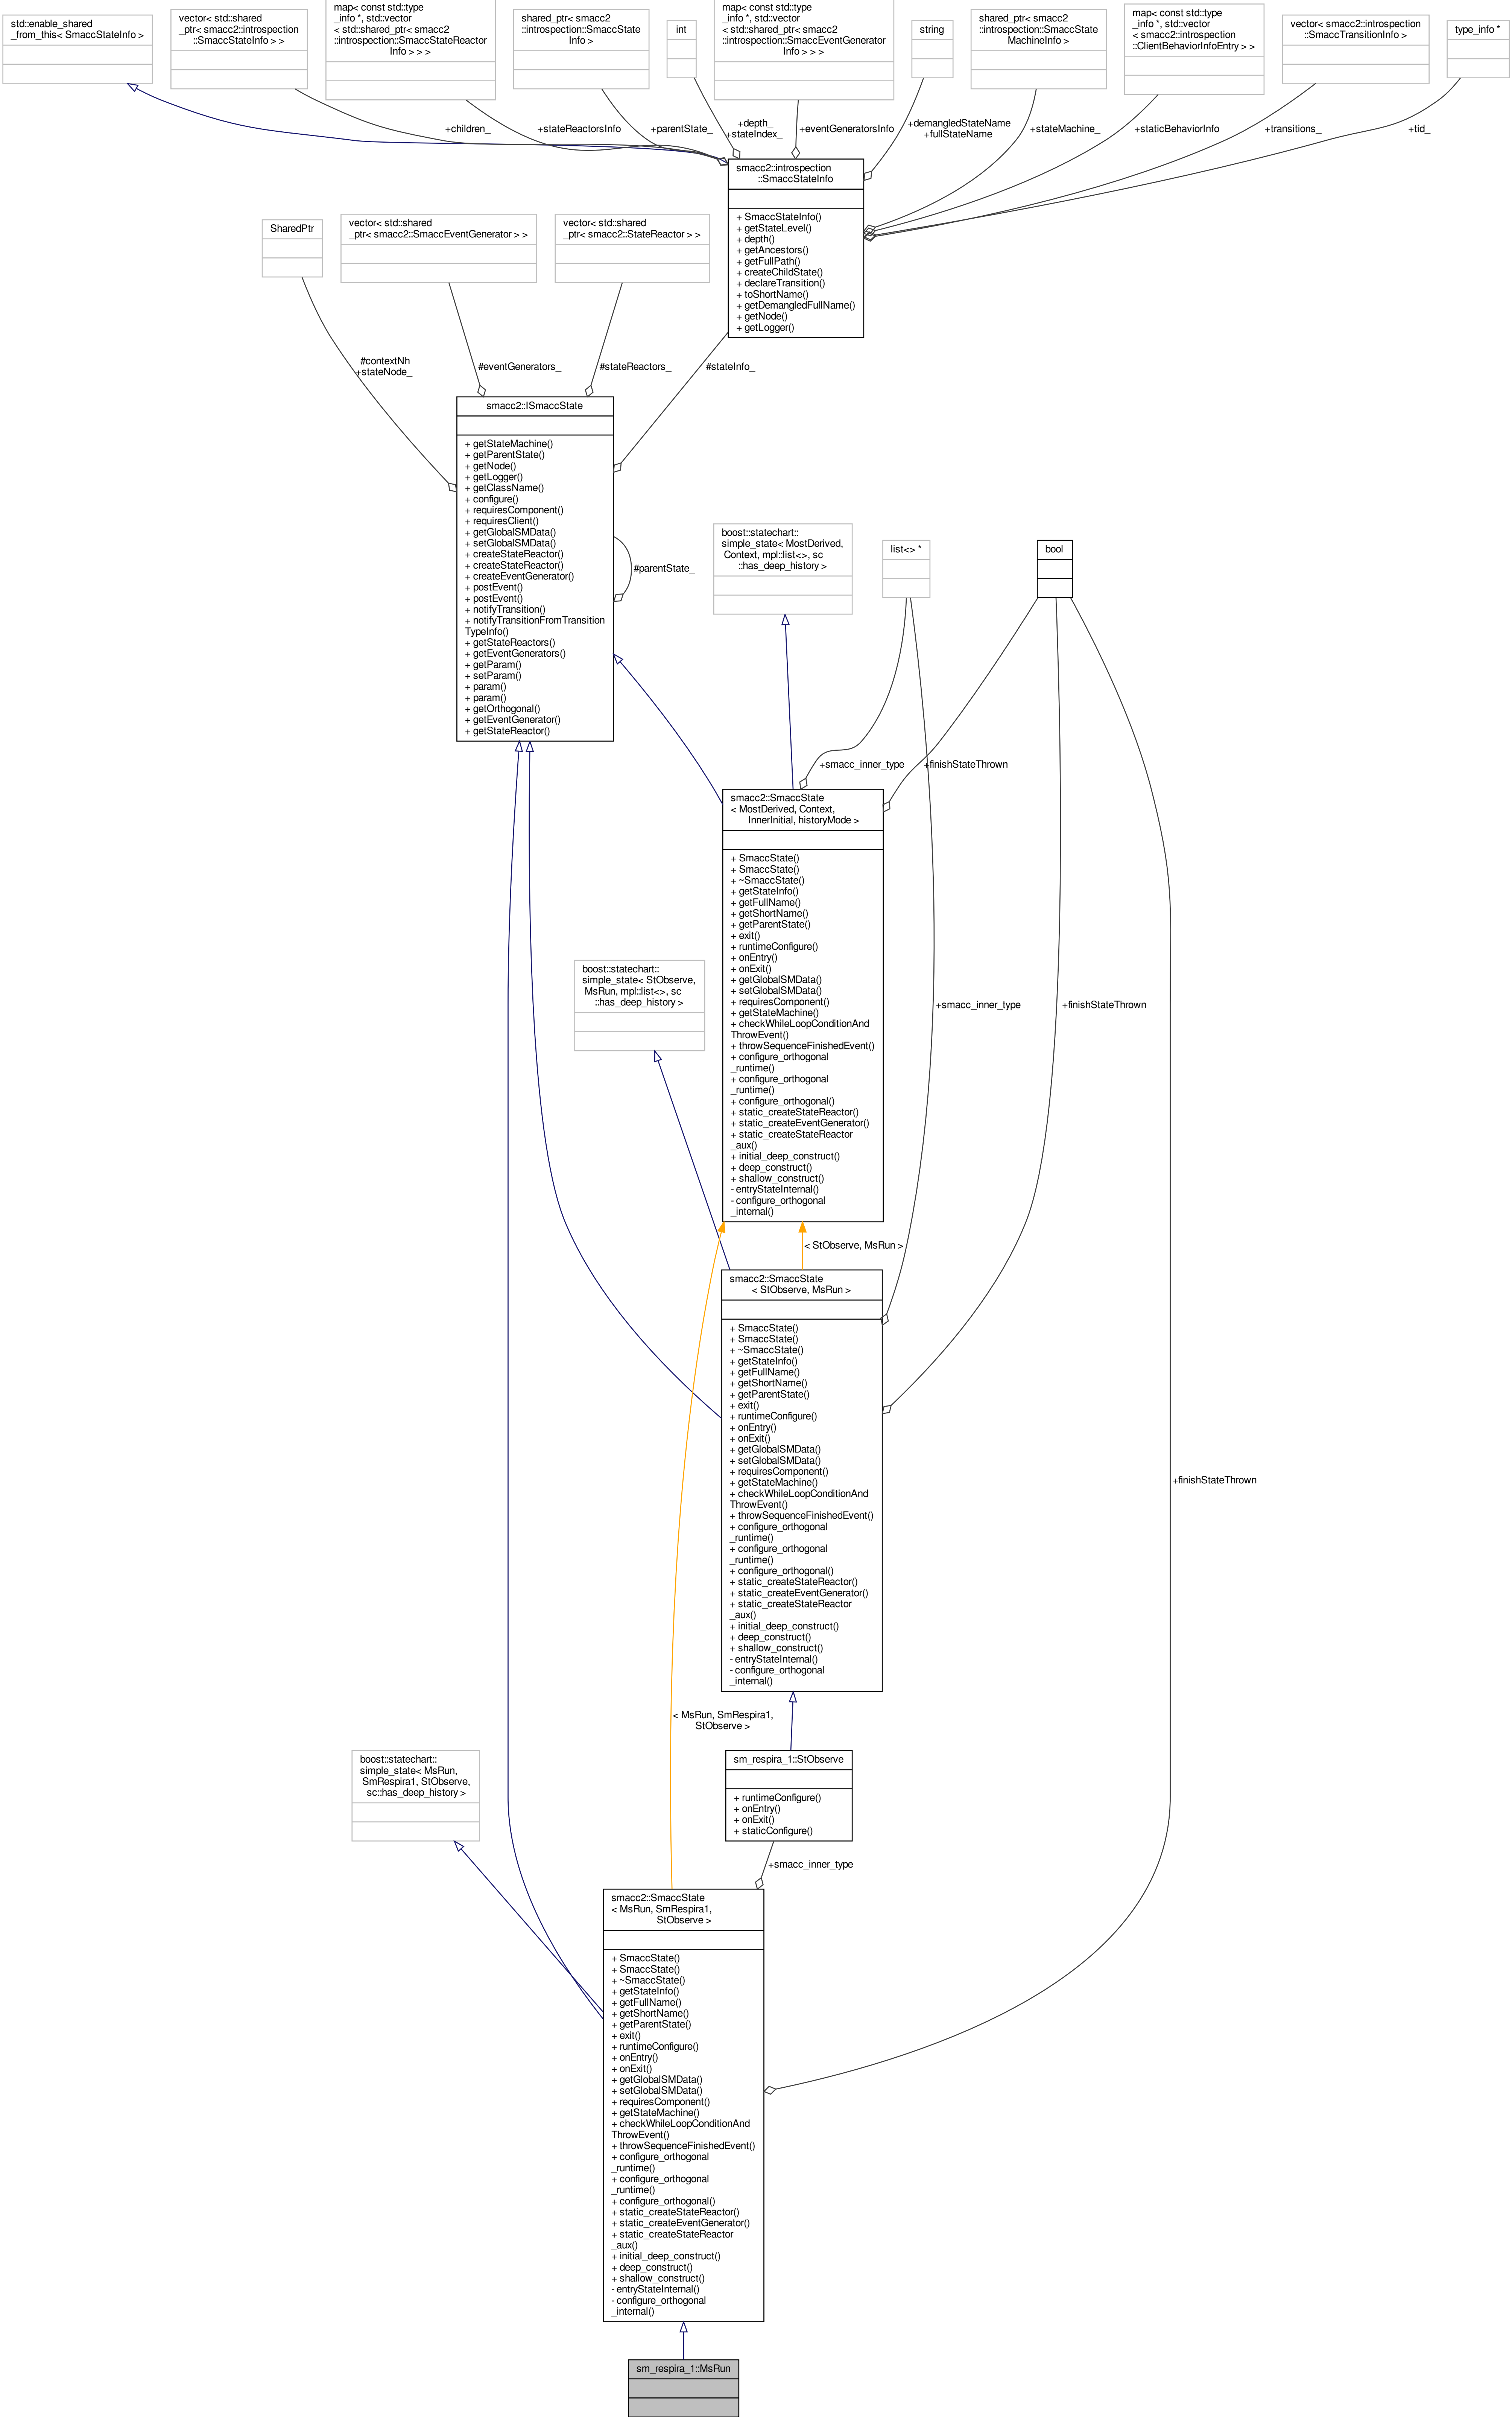 std::enable_shared
_from_this< SmaccStateInfo >
vector< std::shared
_ptr< smacc2::introspection
::SmaccStateInfo > >
map< const std::type
_info *, std::vector
< std::shared_ptr< smacc2
::introspection::SmaccStateReactor
Info > > >
shared_ptr< smacc2
::introspection::SmaccState
Info >
int
map< const std::type
_info *, std::vector
< std::shared_ptr< smacc2
::introspection::SmaccEventGenerator
Info > > >
string
shared_ptr< smacc2
::introspection::SmaccState
MachineInfo >
map< const std::type
_info *, std::vector
< smacc2::introspection
::ClientBehaviorInfoEntry > >
vector< smacc2::introspection
::SmaccTransitionInfo >
type_info *
+children_
+stateReactorsInfo
+parentState_
+depth_
+stateIndex_
+eventGeneratorsInfo
+demangledStateName
+fullStateName
+stateMachine_
+staticBehaviorInfo
+transitions_
+tid_
smacc2::introspection
::SmaccStateInfo
+ SmaccStateInfo()
+ getStateLevel()
+ depth()
+ getAncestors()
+ getFullPath()
+ createChildState()
+ declareTransition()
+ toShortName()
+ getDemangledFullName()
+ getNode()
+ getLogger()
SharedPtr
vector< std::shared
_ptr< smacc2::SmaccEventGenerator > >
vector< std::shared
_ptr< smacc2::StateReactor > >
#contextNh
+stateNode_
#eventGenerators_
#stateReactors_
#stateInfo_
smacc2::ISmaccState
+ getStateMachine()
+ getParentState()
+ getNode()
+ getLogger()
+ getClassName()
+ configure()
+ requiresComponent()
+ requiresClient()
+ getGlobalSMData()
+ setGlobalSMData()
+ createStateReactor()
+ createStateReactor()
+ createEventGenerator()
+ postEvent()
+ postEvent()
+ notifyTransition()
+ notifyTransitionFromTransition
TypeInfo()
+ getStateReactors()
+ getEventGenerators()
+ getParam()
+ setParam()
+ param()
+ param()
+ getOrthogonal()
+ getEventGenerator()
+ getStateReactor()
#parentState_
boost::statechart::
simple_state< MostDerived,
Context, mpl::list<>, sc
::has_deep_history >
list<> *
bool
+smacc_inner_type
+finishStateThrown
smacc2::SmaccState
< MostDerived, Context,
InnerInitial, historyMode >
+ SmaccState()
+ SmaccState()
+ ~SmaccState()
+ getStateInfo()
+ getFullName()
+ getShortName()
+ getParentState()
+ exit()
+ runtimeConfigure()
+ onEntry()
+ onExit()
+ getGlobalSMData()
+ setGlobalSMData()
+ requiresComponent()
+ getStateMachine()
+ checkWhileLoopConditionAnd
ThrowEvent()
+ throwSequenceFinishedEvent()
+ configure_orthogonal
_runtime()
+ configure_orthogonal
_runtime()
+ configure_orthogonal()
+ static_createStateReactor()
+ static_createEventGenerator()
+ static_createStateReactor
_aux()
+ initial_deep_construct()
+ deep_construct()
+ shallow_construct()
- entryStateInternal()
- configure_orthogonal
_internal()
boost::statechart::
simple_state< StObserve,
MsRun, mpl::list<>, sc
::has_deep_history >
+smacc_inner_type
+finishStateThrown
< StObserve, MsRun >
smacc2::SmaccState
< StObserve, MsRun >
+ SmaccState()
+ SmaccState()
+ ~SmaccState()
+ getStateInfo()
+ getFullName()
+ getShortName()
+ getParentState()
+ exit()
+ runtimeConfigure()
+ onEntry()
+ onExit()
+ getGlobalSMData()
+ setGlobalSMData()
+ requiresComponent()
+ getStateMachine()
+ checkWhileLoopConditionAnd
ThrowEvent()
+ throwSequenceFinishedEvent()
+ configure_orthogonal
_runtime()
+ configure_orthogonal
_runtime()
+ configure_orthogonal()
+ static_createStateReactor()
+ static_createEventGenerator()
+ static_createStateReactor
_aux()
+ initial_deep_construct()
+ deep_construct()
+ shallow_construct()
- entryStateInternal()
- configure_orthogonal
_internal()
+finishStateThrown
< MsRun, SmRespira1,
StObserve >
boost::statechart::
simple_state< MsRun,
SmRespira1, StObserve,
sc::has_deep_history >
sm_respira_1::StObserve
+ runtimeConfigure()
+ onEntry()
+ onExit()
+ staticConfigure()
+smacc_inner_type
smacc2::SmaccState
< MsRun, SmRespira1,
StObserve >
+ SmaccState()
+ SmaccState()
+ ~SmaccState()
+ getStateInfo()
+ getFullName()
+ getShortName()
+ getParentState()
+ exit()
+ runtimeConfigure()
+ onEntry()
+ onExit()
+ getGlobalSMData()
+ setGlobalSMData()
+ requiresComponent()
+ getStateMachine()
+ checkWhileLoopConditionAnd
ThrowEvent()
+ throwSequenceFinishedEvent()
+ configure_orthogonal
_runtime()
+ configure_orthogonal
_runtime()
+ configure_orthogonal()
+ static_createStateReactor()
+ static_createEventGenerator()
+ static_createStateReactor
_aux()
+ initial_deep_construct()
+ deep_construct()
+ shallow_construct()
- entryStateInternal()
- configure_orthogonal
_internal()
sm_respira_1::MsRun